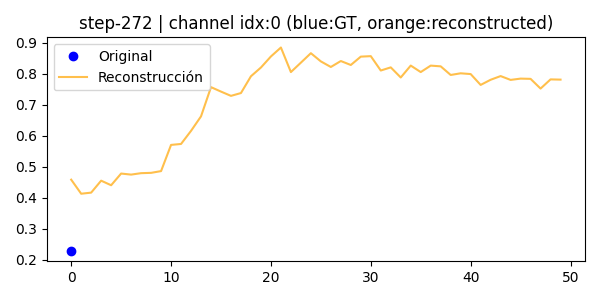 step-272 | channel idx:0 (blue:GT, orange:reconstructed)
Original
Reconstrucción
0.9
0.8
0.7
0.6
0.5
0.4
0.3
0.2
0 10 20 30 40 50